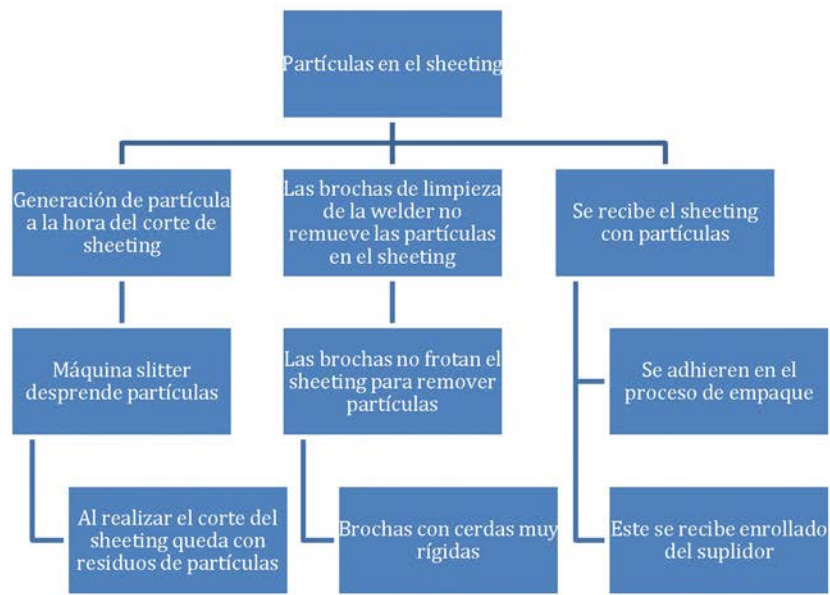 Partículas en el sheeting
Generación de partícula
a la hora del corte de
sheeting
Las brochas de limpieza
de la welder no
remueve las partículas
en el sheeting
Se recibe el sheeting
con partículas
Máquina slitter
desprende partículas
Las brochas no frotan el
sheeting para remover
partículas
Se adhieren en el
proceso de empaque
Al realizar el corte del
sheeting queda con
residuos de partículas
Brochas con cerdas muy
rígidas
Este se recibe enrollado
del suplidor